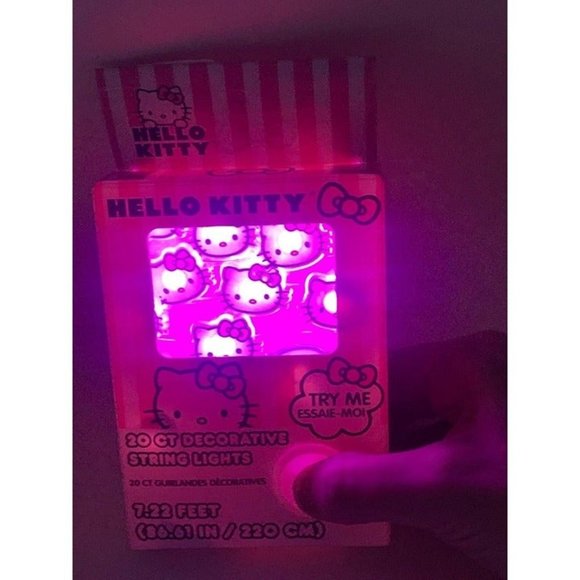 HELLO
KITTY
HELLO KITTY
TRY ME
ESSAIE-MOI
20 CT DECORATIVE
STRING LIGHTS
20 CT GUIRLANDES DÉCORATIVES
7.22 FEET
(86.61 IN / 220 CM)